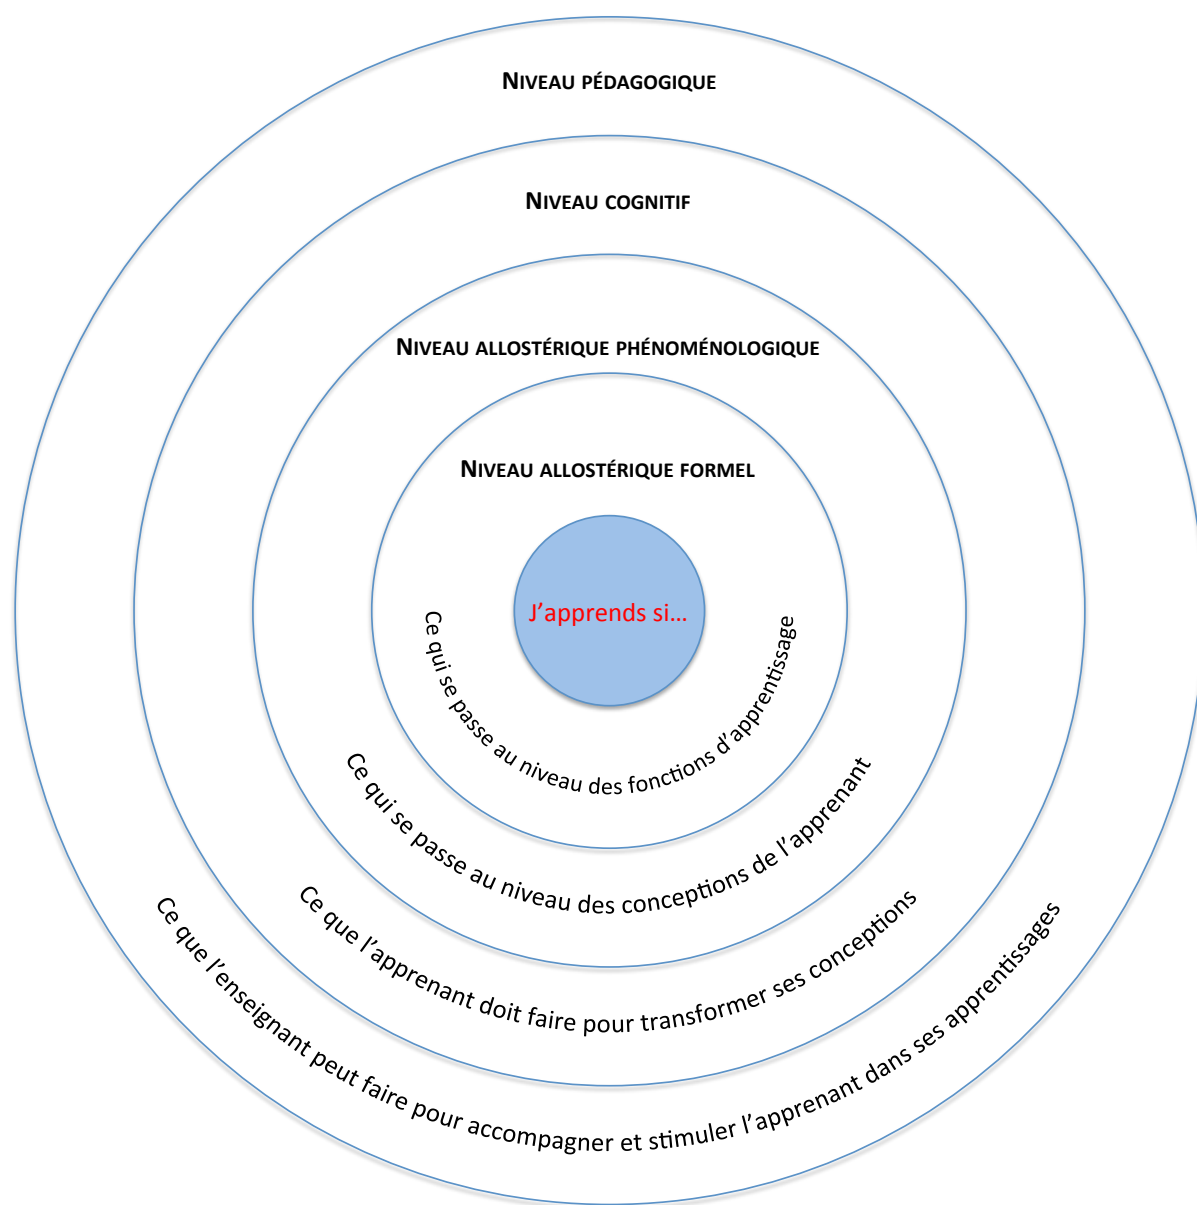 NIVEAU PÉDAGOGIQUE
NIVEAU COGNITIF
NIVEAU ALLOSTÉRIQUE PHÉNOMÉNOLOGIQUE
NIVEAU ALLOSTÉRIQUE FORMEL
J’apprends si…
Ce qui se passe au niveau des fonctions d’apprentissage
Ce qui se passe au niveau des conceptions de l’apprenant
Ce que l’apprenant doit faire pour transformer ses conceptions
Ce que l’enseignant peut faire pour accompagner et stimuler l’apprenant dans ses apprentissages